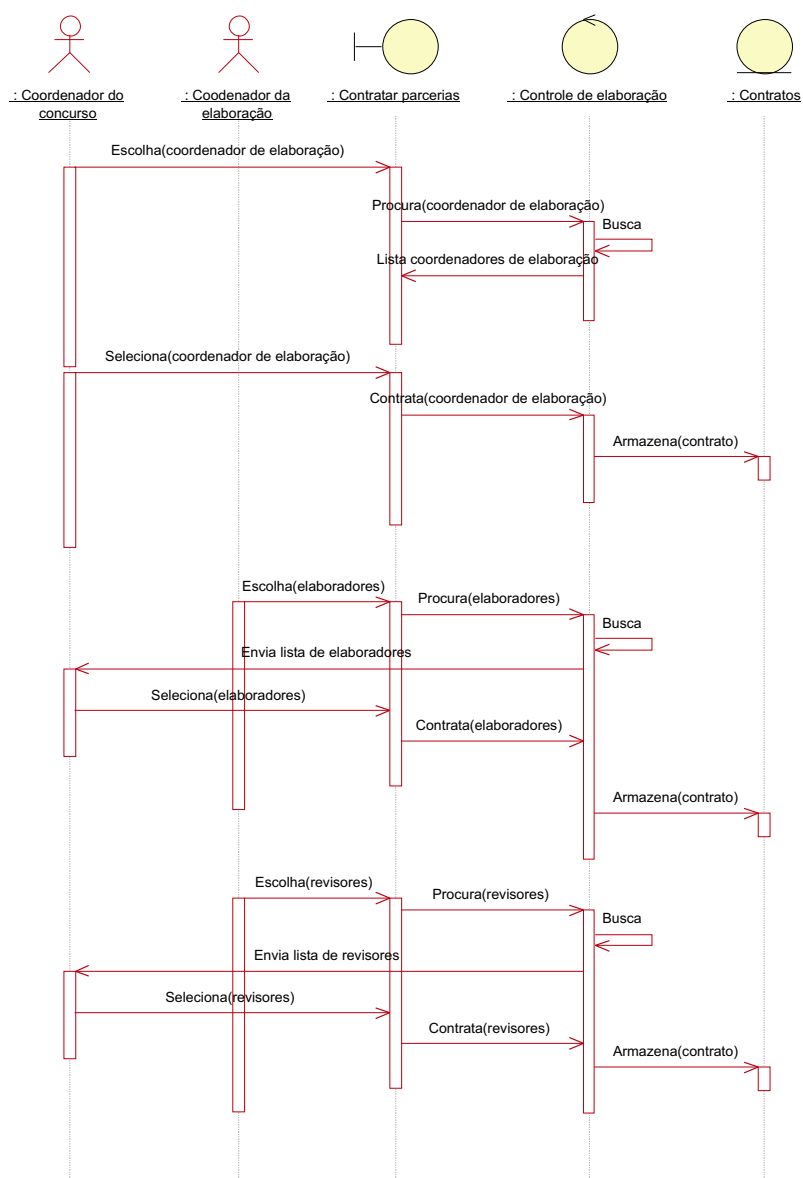 : Coordenador do
concurso
: Coodenador da
elaboração
: Contratar parcerias
: Controle de elaboração
: Contratos
Escolha(coordenador de elaboração)
Procura(coordenador de elaboração)
Busca
Lista coordenadores de elaboração
Seleciona(coordenador de elaboração)
Contrata(coordenador de elaboração)
Armazena(contrato)
Escolha(elaboradores)
Procura(elaboradores)
Busca
Envia lista de elaboradores
Seleciona(elaboradores)
Contrata(elaboradores)
Armazena(contrato)
Escolha(revisores)
Procura(revisores)
Busca
Envia lista de revisores
Seleciona(revisores)
Contrata(revisores)
Armazena(contrato)